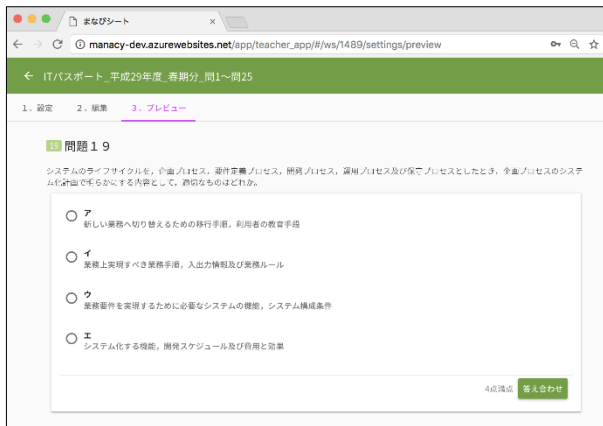 まなびシート
manacy-dev.azurewebsites.net/app/teacher_app/#/ws/1489/settings/preview
ITパスポート_平成29年度_春期分_問1～問25
1. 設定 2. 編集 3. プレビュー
19 問題１９
システムのライフサイクルを，企画プロセス，要件定義プロセス，開発プロセス，運用プロセス及び保守プロセスとしたとき，企画プロセスのシステ
ム化計画で明らかにする内容として，適切なものはどれか。
ア
新しい業務へ切り替えるための移行手順，利用者の教育手段
イ
業務上実現すべき業務手順，入出力情報及び業務ルール
ウ
業務要件を実現するために必要なシステムの機能，システム構成条件
エ
システム化する機能，開発スケジュール及び費用と効果
4点満点 答え合わせ